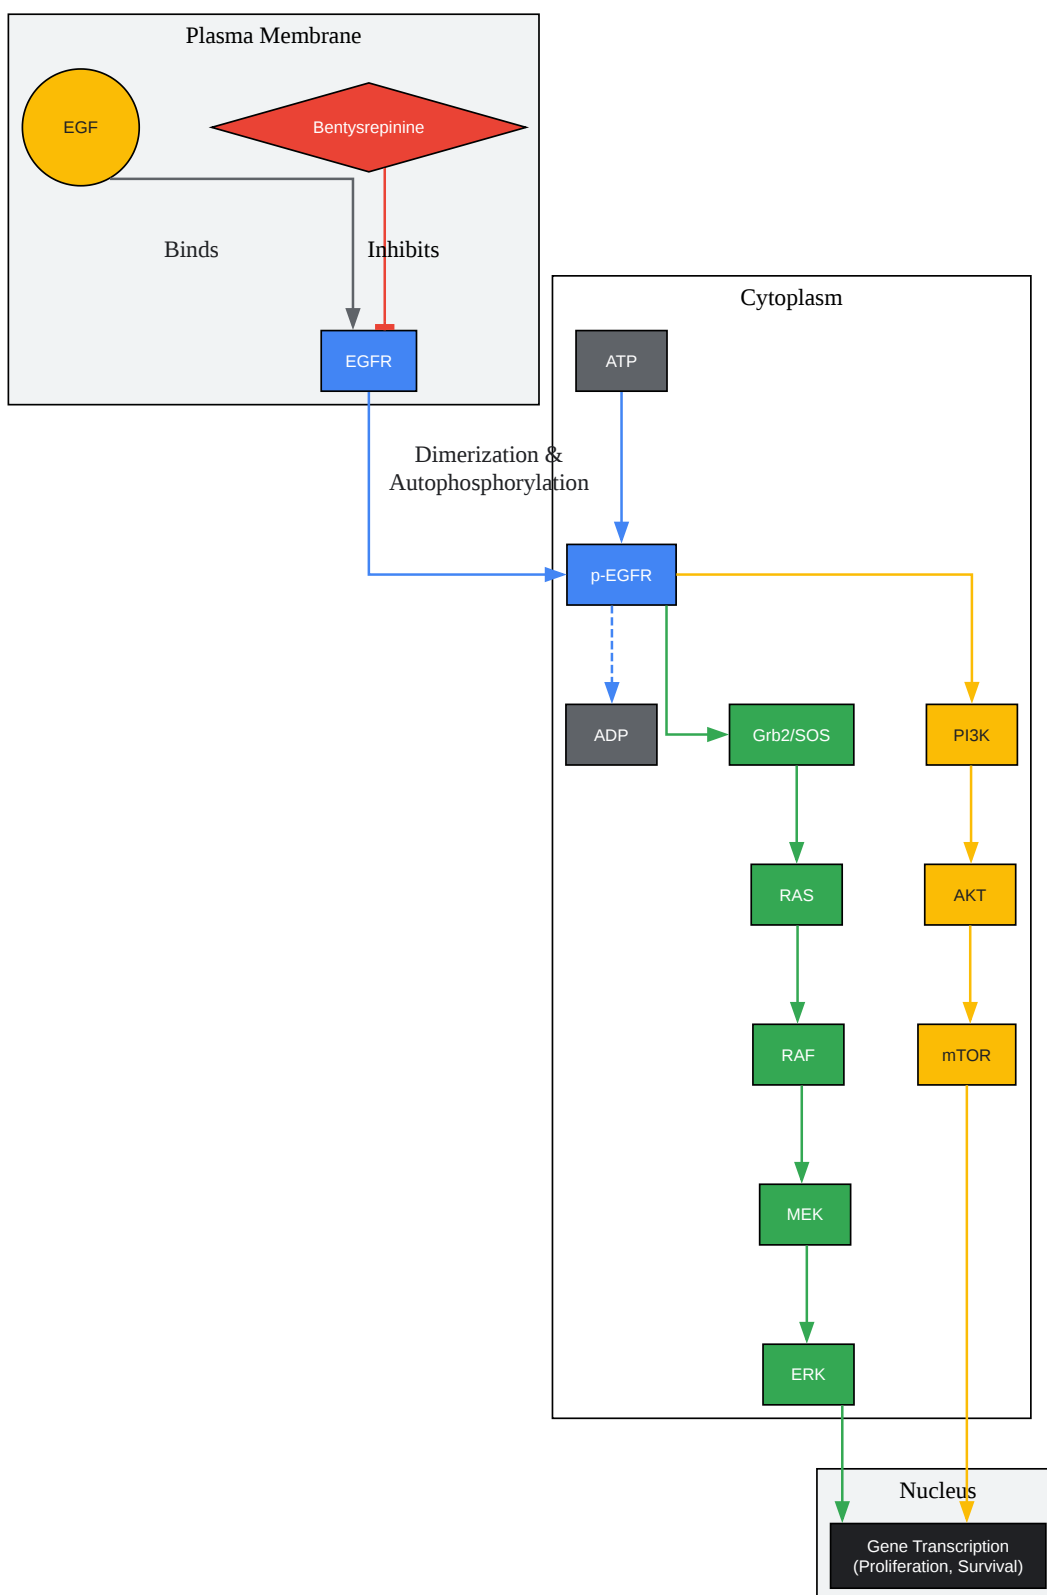 Plasma Membrane
EGF
Bentysrepinine
Binds
Inhibits
EGFR
Cytoplasm
ATP
Dimerization &
Autophosphorylation
p-EGFR
ADP
Grb2/SOS
PI3K
RAS
AKT
RAF
mTOR
MEK
ERK
Nucleus
Gene Transcription
(Proliferation, Survival)